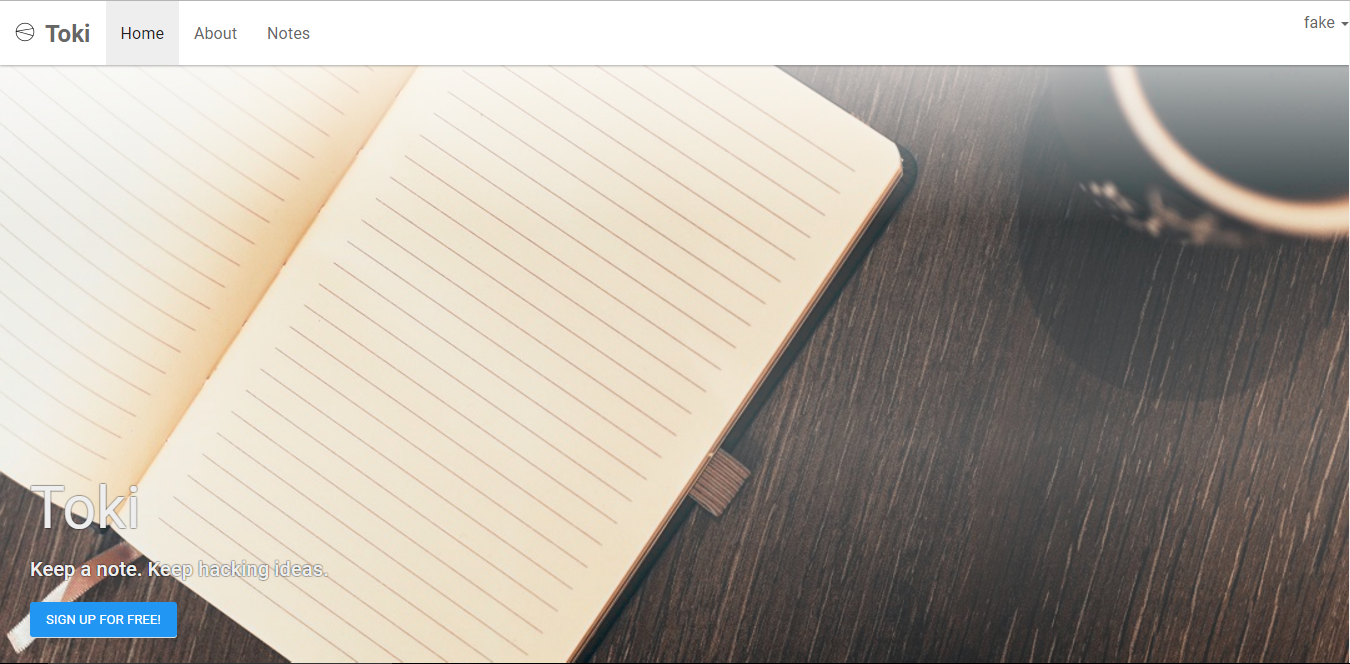 Toki
Home
About
Notes
fake
Toki
Keep a note. Keep hacking ideas.
SIGN UP FOR FREE!